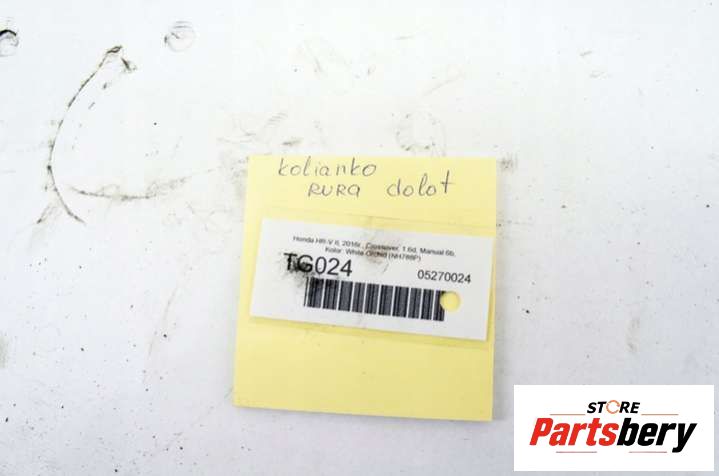 kolianko
RURA dolot
Honda HR-V II, 2016r., Crossover, 1.6d, Manual 6b,
Kolor: White Orchid (NH788P)
TG024
05270024
STORE
Partsbery